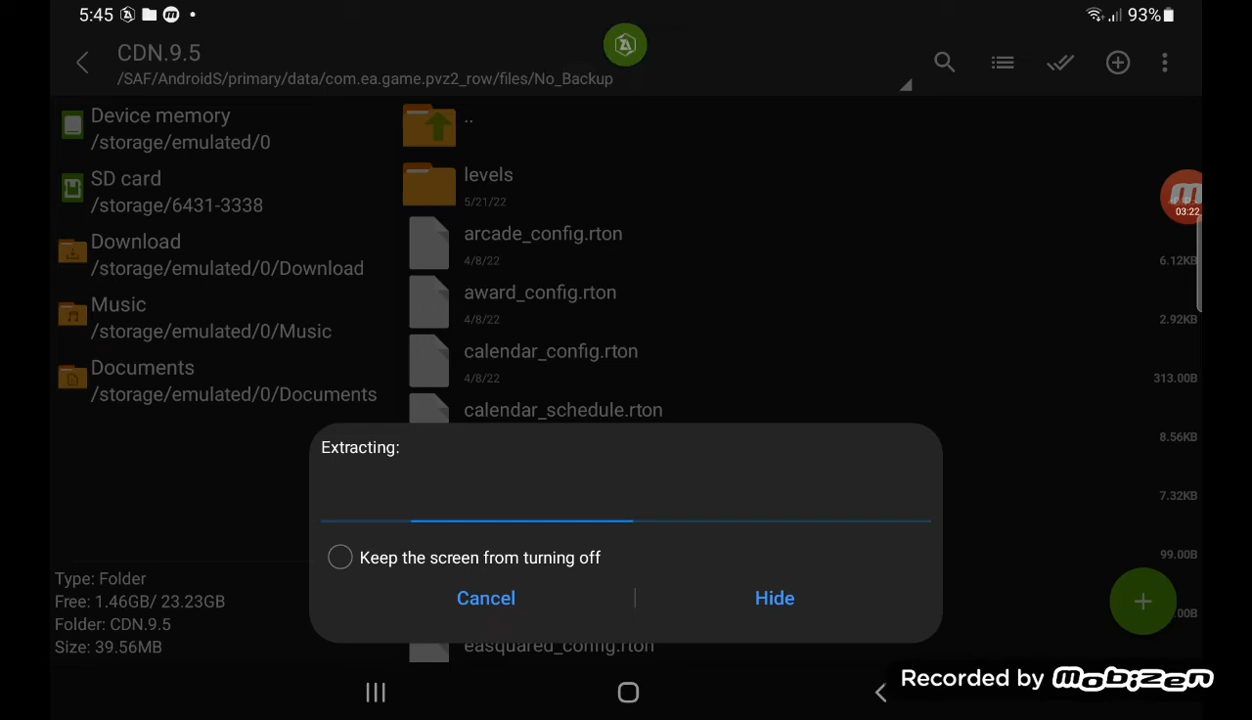 5:45
93%
CDN.9.5
/SAF/AndroidS/primary/data/com.ea.game.pvz2_row/files/No_Backup
Device memory
/storage/emulated/0
SD card
/storage/6431-3338
Download
/storage/emulated/0/Download
Music
/storage/emulated/0/Music
Documents
/storage/emulated/0/Documents
..
levels
5/21/22
03:22
arcade_config.rton
4/8/22
6.12KB
award_config.rton
4/8/22
2.92KB
calendar_config.rton
4/8/22
313.00B
calendar_schedule.rton
8.56KB
7.32KB
99.00B
.00B
easquared_config.rton
Extracting:
Keep the screen from turning off
Cancel
Hide
Type: Folder
Free: 1.46GB/ 23.23GB
Folder: CDN.9.5
Size: 39.56MB
Recorded by mobizen